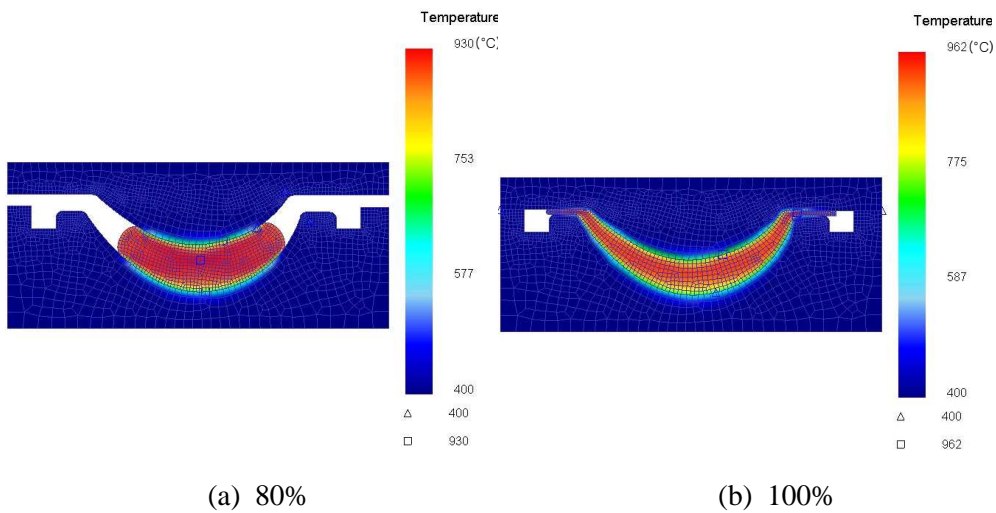 Temperature
930 (°C)
753
577
400
△ 400
□ 930
Temperature
962 (°C)
775
587
400
△ 400
□ 962
(a) 80%
(b) 100%